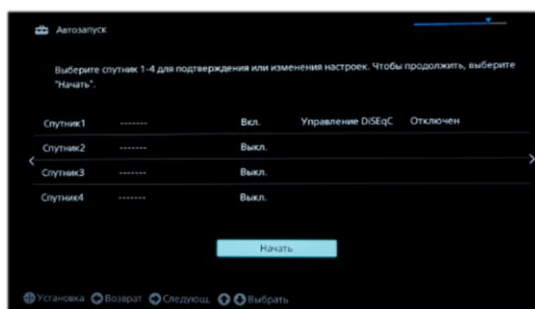 Автозапуск
Выберите спутник 1-4 для подтверждения или изменения настроек. Чтобы продолжить, выберите
"Начать".
Спутник1 ------- Вкл. Управление DiSEqC Отключен
Спутник2 ------- Выкл.
Спутник3 ------- Выкл.
Спутник4 ------- Выкл.
Начать
Установка Возврат Следующ. Выбрать